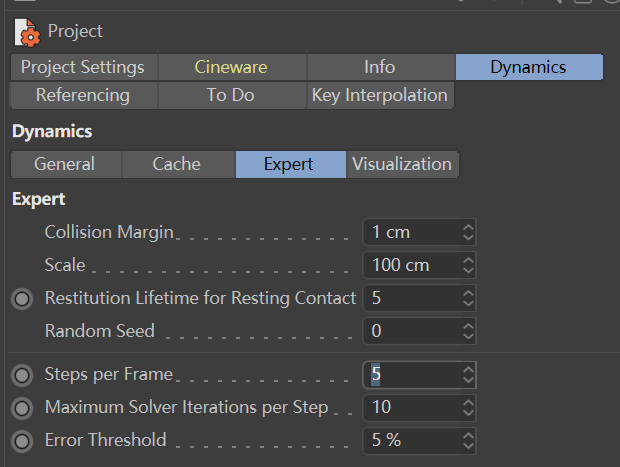 Project
Project Settings Cineware Info Dynamics
Referencing To Do Key Interpolation
Dynamics
General Cache Expert Visualization
Expert
Collision Margin 1 cm
Scale 100 cm
Restitution Lifetime for Resting Contact 5
Random Seed 0
Steps per Frame 5
Maximum Solver Iterations per Step 10
Error Threshold 5 %